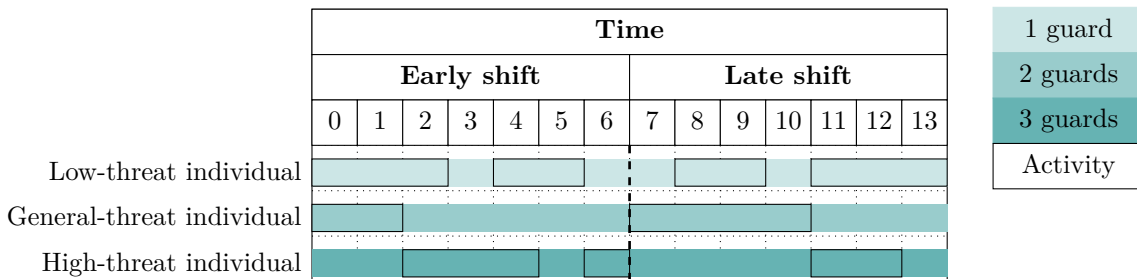 Time
Early shift Late shift
0 1 2 3 4 5 6 7 8 9 10 11 12 13
Low-threat individual
General-threat individual
High-threat individual
1 guard
2 guards
3 guards
Activity